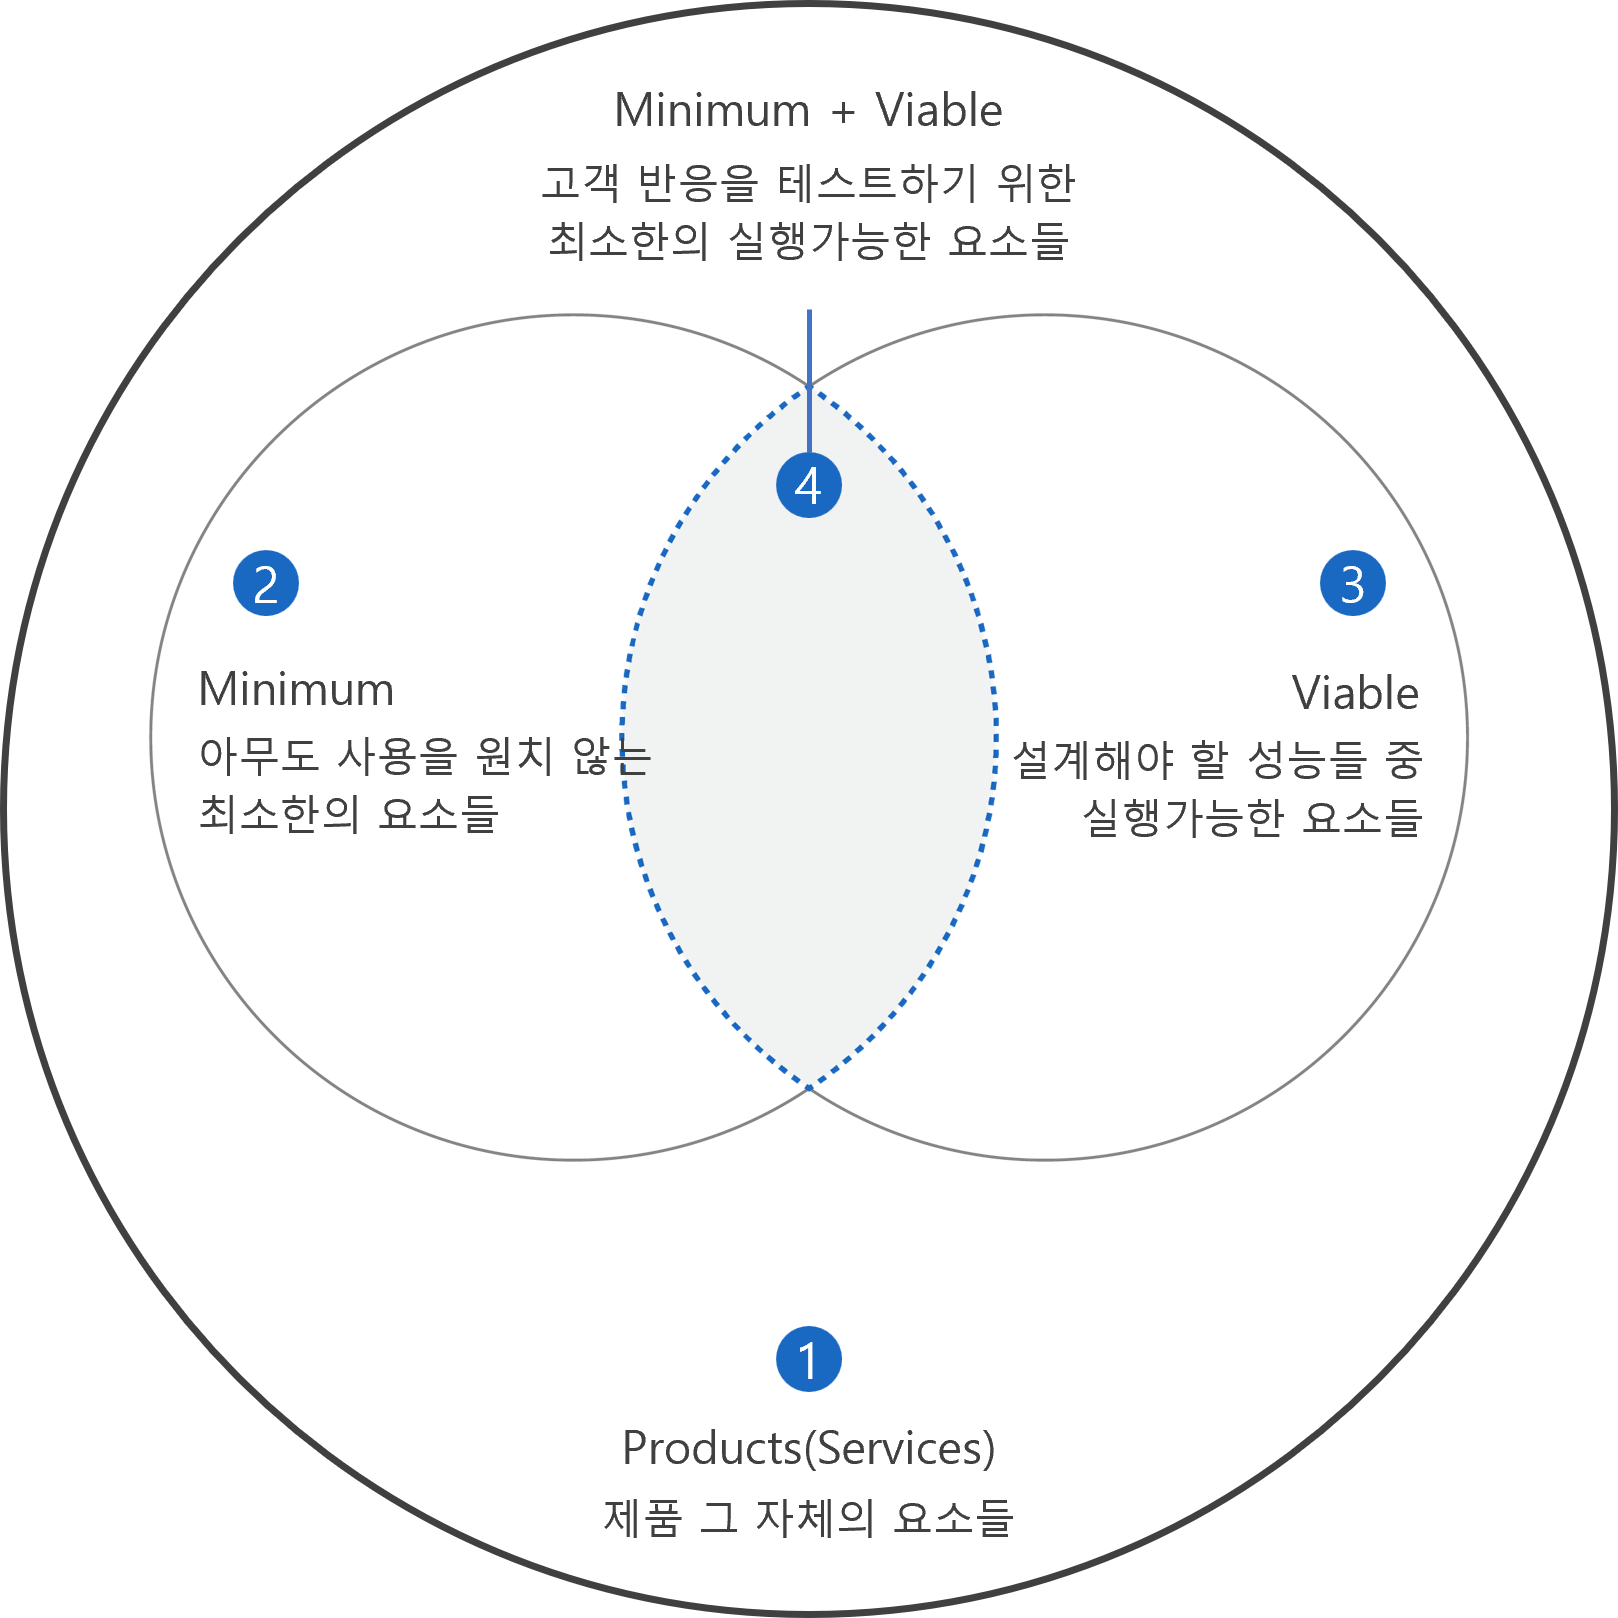 Minimum + Viable
고객 반응을 테스트하기 위한
최소한의 실행가능한 요소들
4
2
Minimum
아무도 사용을 원치 않는
최소한의 요소들
3
Viable
설계해야 할 성능들 중
실행가능한 요소들
1
Products(Services)
제품 그 자체의 요소들